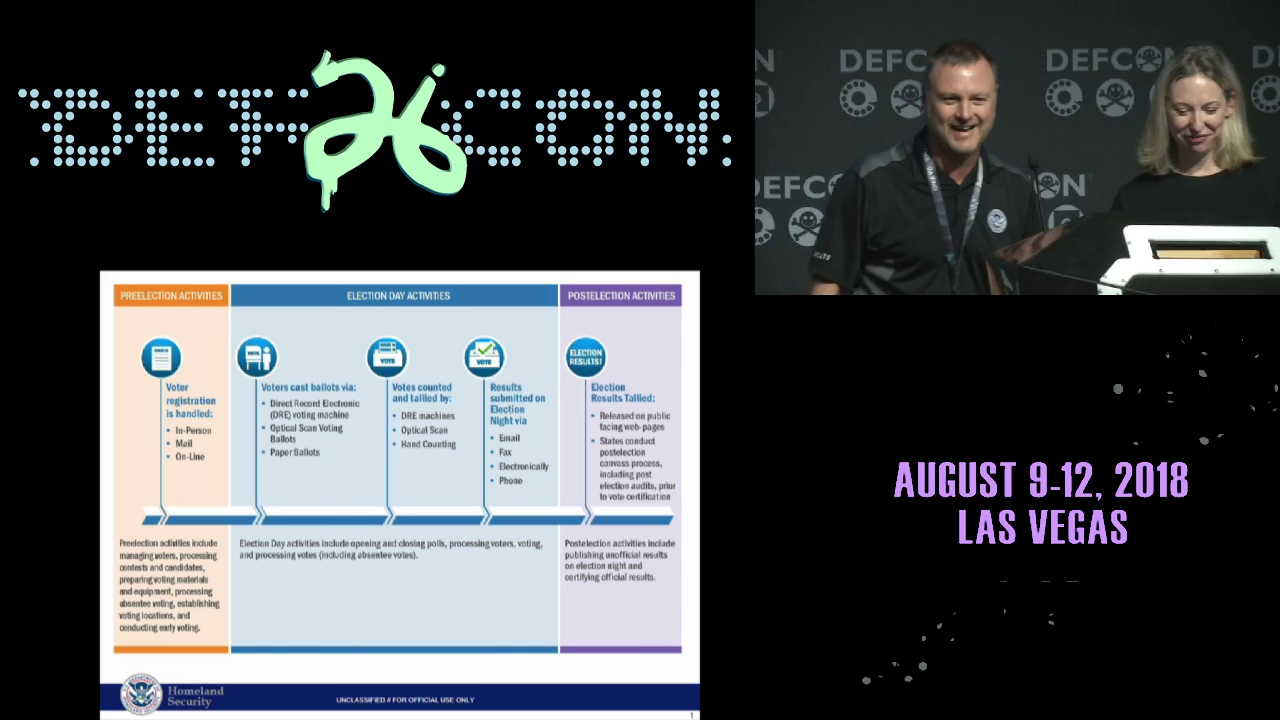 DEF CON
26
DEFCON
DEFCON
DEFCON
DEFCON
PREELECTION ACTIVITIES
ELECTION DAY ACTIVITIES
POSTELECTION ACTIVITIES
VOTE
VOTE
VOTE
ELECTION
RESULTS!
Voter
registration
is handled:
• In-Person
• Mail
• On-Line
Voters cast ballots via:
• Direct Record Electronic
(DRE) voting machine
• Optical Scan Voting
Ballots
• Paper Ballots
Votes counted
and tallied by:
• DRE machines
• Optical Scan
• Hand Counting
Results
submitted on
Election
Night via
• Email
• Fax
• Electronically
• Phone
Election
Results Tallied:
• Released on public
facing web-pages
• States conduct
postelection
canvass process,
including post
election audits, prior
to vote certification
Preelection activities include
managing voters, processing
contests and candidates,
preparing voting materials
and equipment, processing
absentee voting, establishing
voting locations, and
conducting early voting.
Election Day activities include opening and closing polls, processing voters, voting,
and processing votes (including absentee votes).
Postelection activities include
publishing unofficial results
on election night and
certifying official results.
Homeland
Security
UNCLASSIFIED // FOR OFFICIAL USE ONLY
1
AUGUST 9-12, 2018
LAS VEGAS